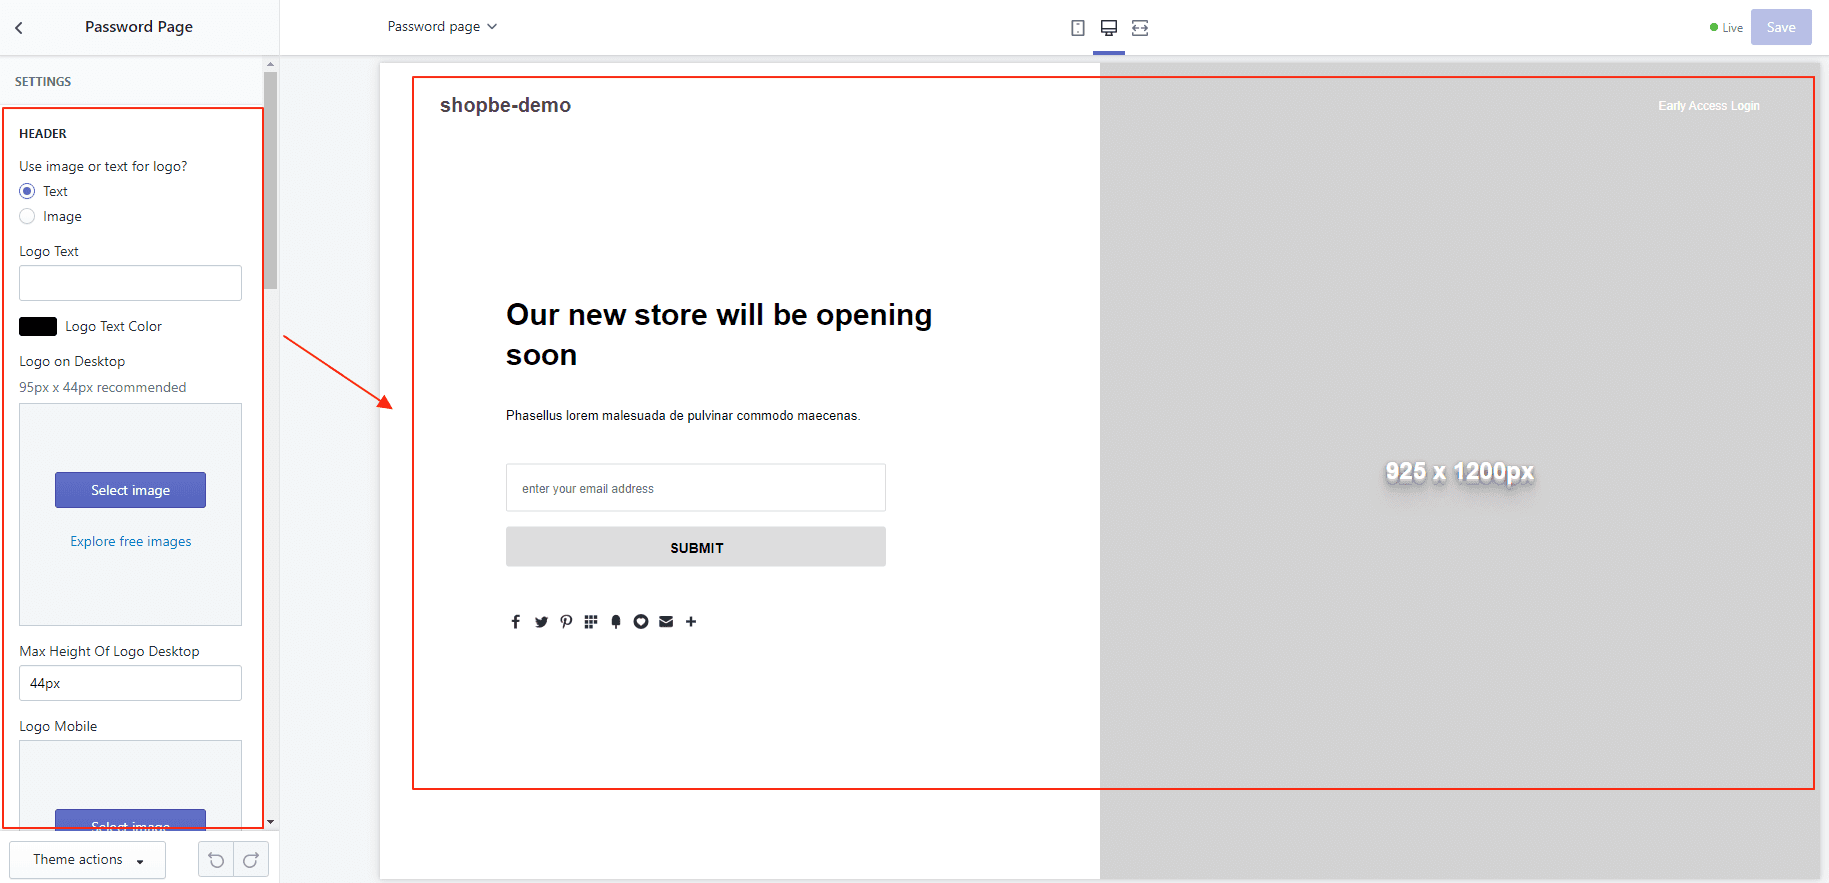 Password Page
Password page
Live
Save
SETTINGS
HEADER
Use image or text for logo?
Text
Image
Logo Text
Logo Text Color
Logo on Desktop
95px x 44px recommended
Select image
Explore free images
Max Height Of Logo Desktop
44px
Logo Mobile
Select image
Theme actions
shopbe-demo
Early Access Login
Our new store will be opening
soon
Phasellus lorem malesuada de pulvinar commodo maecenas.
enter your email address
SUBMIT
925 x 1200px